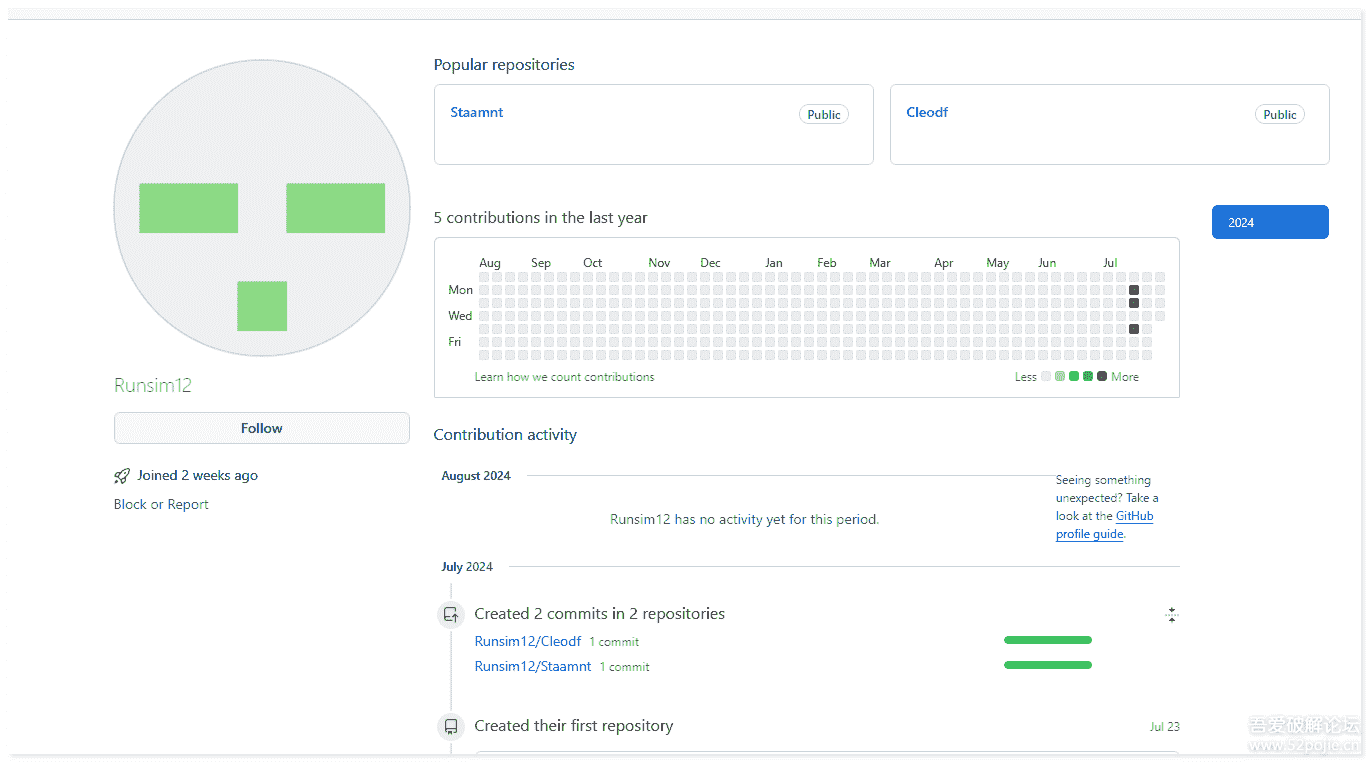 Popular repositories
Staamnt
Public
Cleodf
Public
5 contributions in the last year
2024
Aug Sep Oct Nov Dec Jan Feb Mar Apr May Jun Jul
Mon
Wed
Fri
Learn how we count contributions
Less More
Runsim12
Follow
Joined 2 weeks ago
Block or Report
Contribution activity
August 2024
Seeing something
unexpected? Take a
look at the GitHub
profile guide.
Runsim12 has no activity yet for this period.
July 2024
Created 2 commits in 2 repositories
Runsim12/Cleodf 1 commit
Runsim12/Staamnt 1 commit
Created their first repository
Jul 23
吾爱破解论坛
www.52pojie.cn